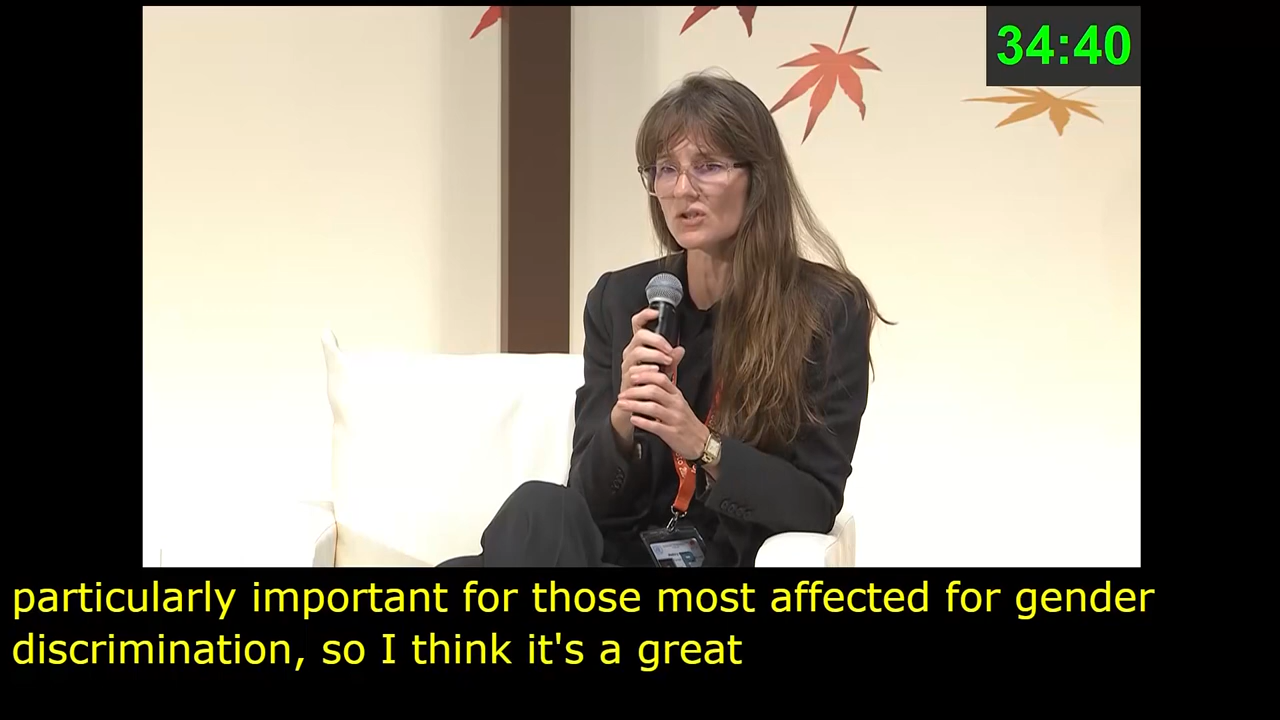 34:40
particularly important for those most affected for gender
discrimination, so I think it's a great